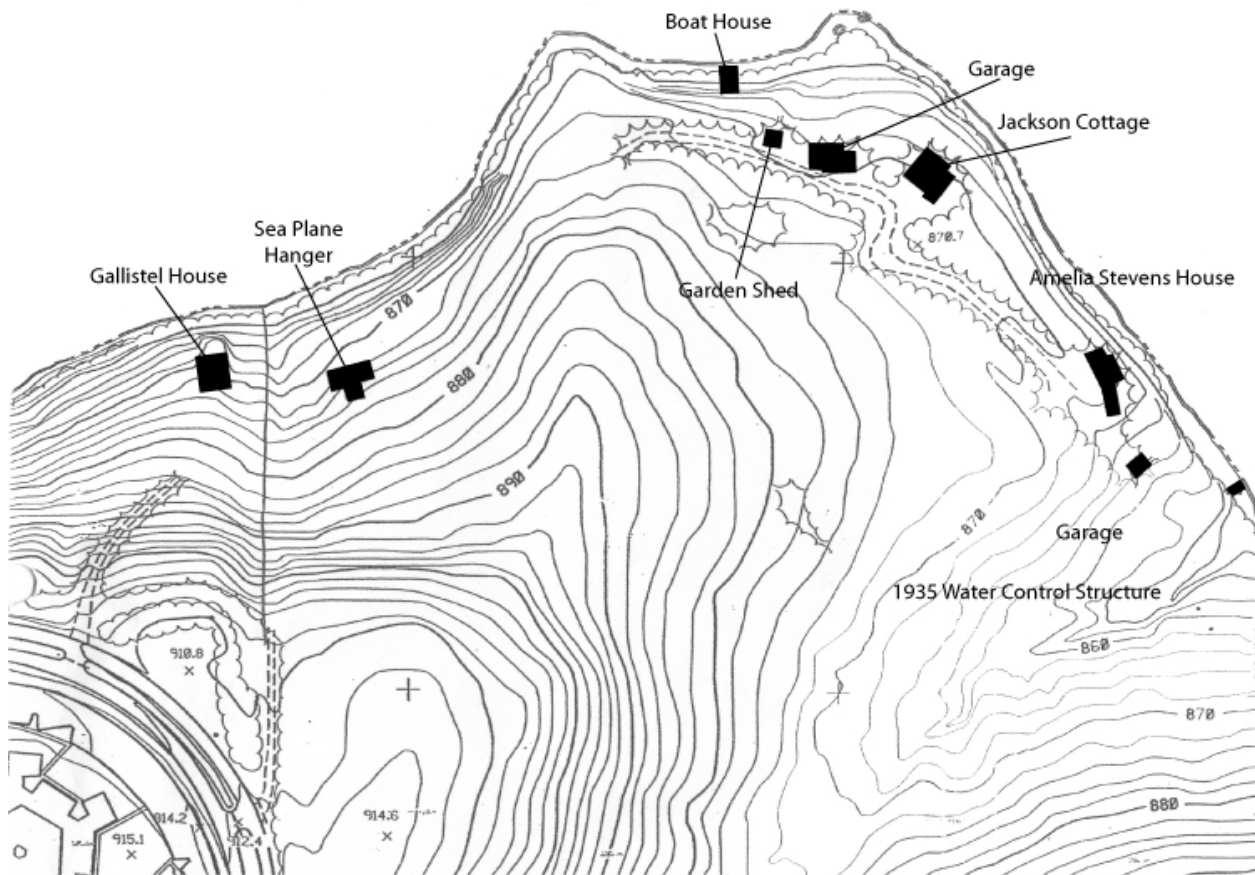 Boat House
Garage
Jackson Cottage
Sea Plane
Hanger
Gallistel House
870.7
Garden Shed
Amelia Stevens House
870
880
890
870
Garage
1935 Water Control Structure
860
910.8
870
914.6
880
814.2
912.4
915.1